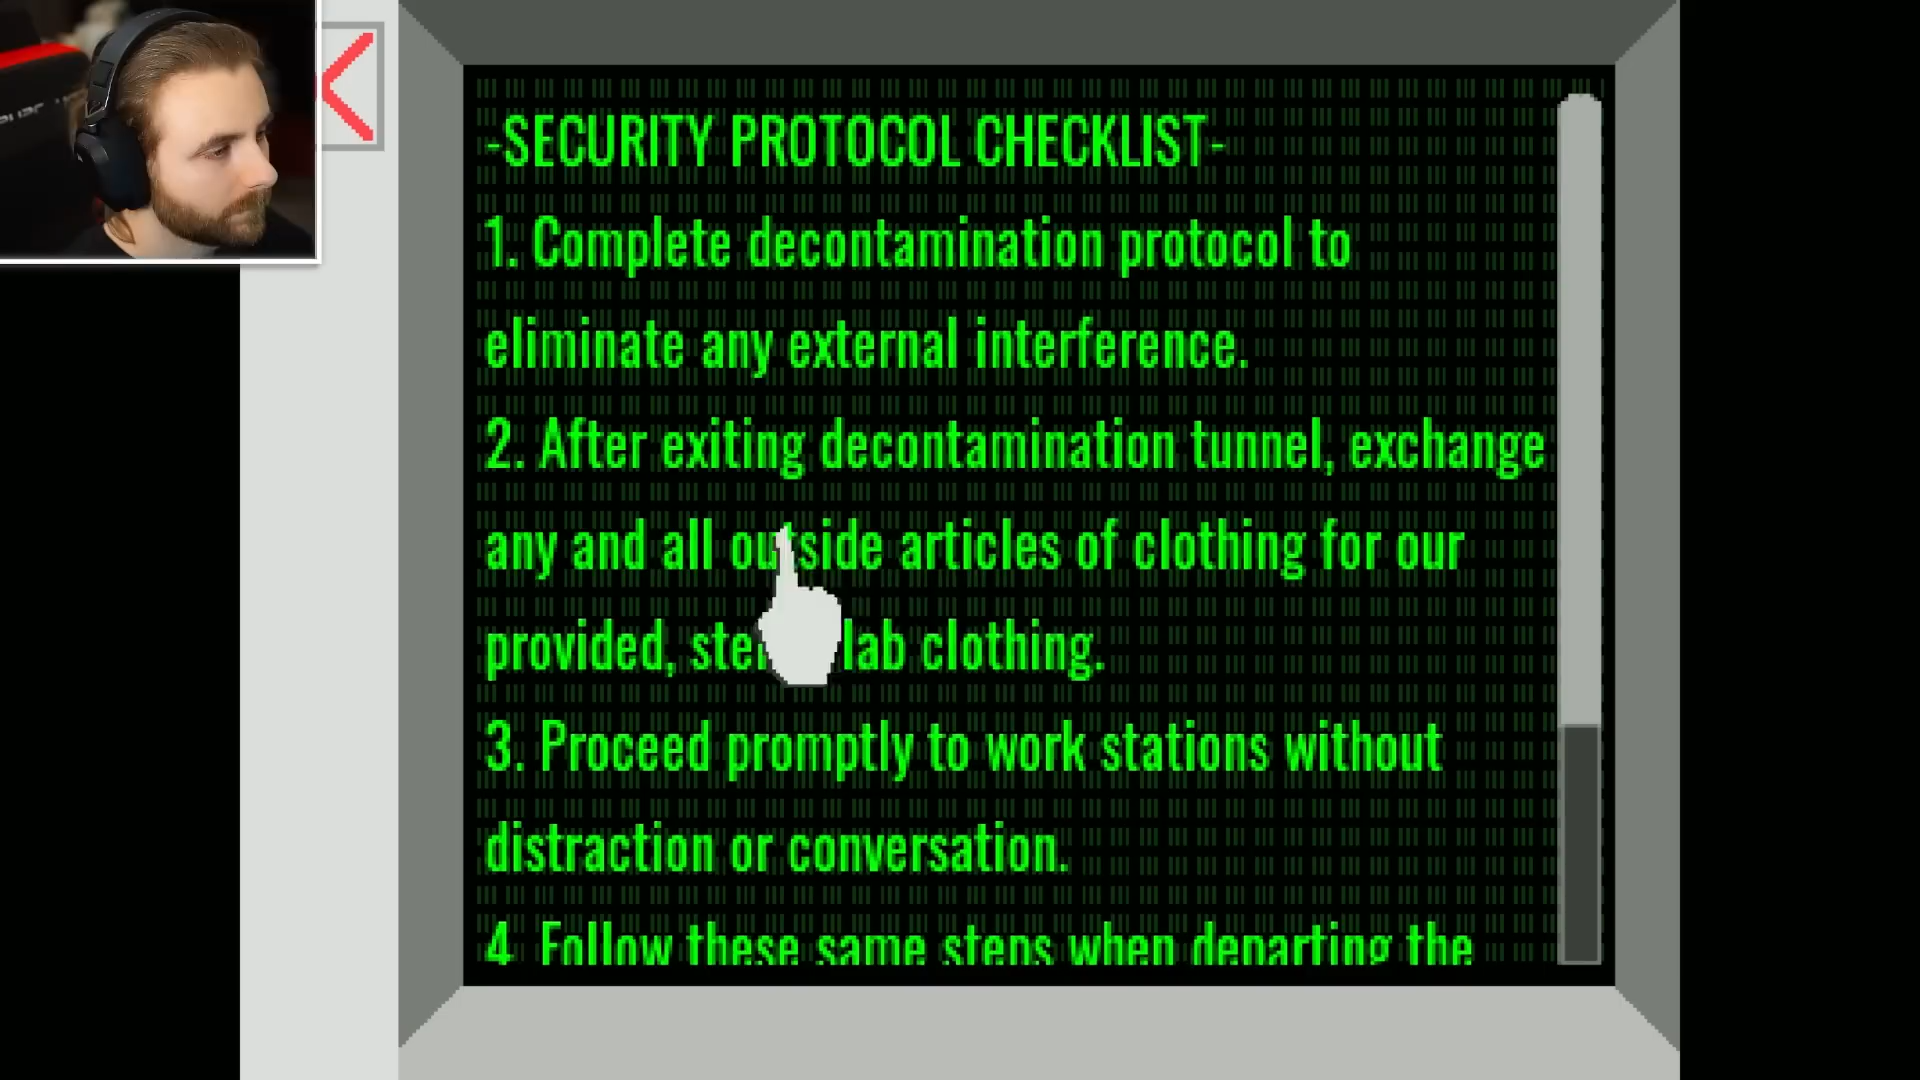 -SECURITY PROTOCOL CHECKLIST-
1. Complete decontamination protocol to
eliminate any external interference.
2. After exiting decontamination tunnel, exchange
any and all outside articles of clothing for our
provided, lab clothing.
3. Proceed promptly to work stations without
distraction or conversation.
4. Follow these same steps when departing the